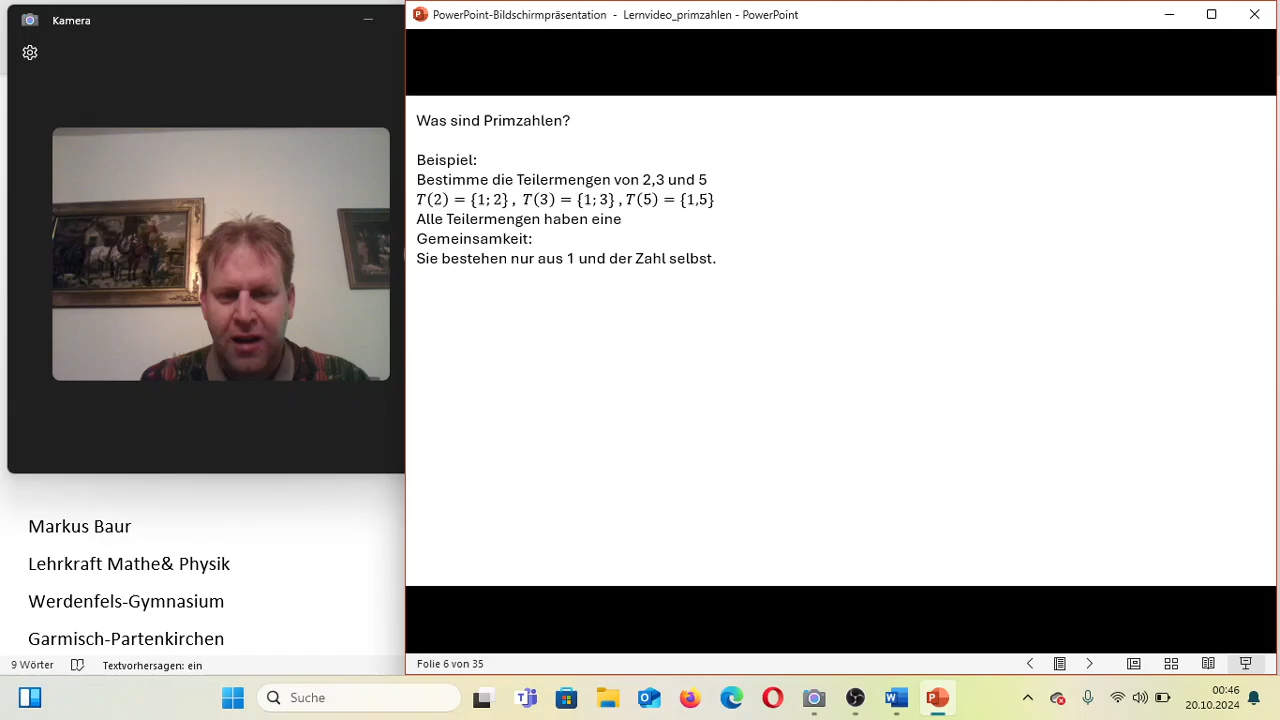 Kamera
PowerPoint-Bildschirmpräsentation - Lernvideo_primzahlen - PowerPoint
Was sind Primzahlen?
Beispiel:
Bestimme die Teilermengen von 2,3 und 5
T(2) = {1; 2} , T(3) = {1; 3} , T(5) = {1,5}
Alle Teilermengen haben eine
Gemeinsamkeit:
Sie bestehen nur aus 1 und der Zahl selbst.
Markus Baur
Lehrkraft Mathe& Physik
Werdenfels-Gymnasium
Garmisch-Partenkirchen
9 Wörter Textvorhersagen: ein
Folie 6 von 35
Suche
00:46
20.10.2024